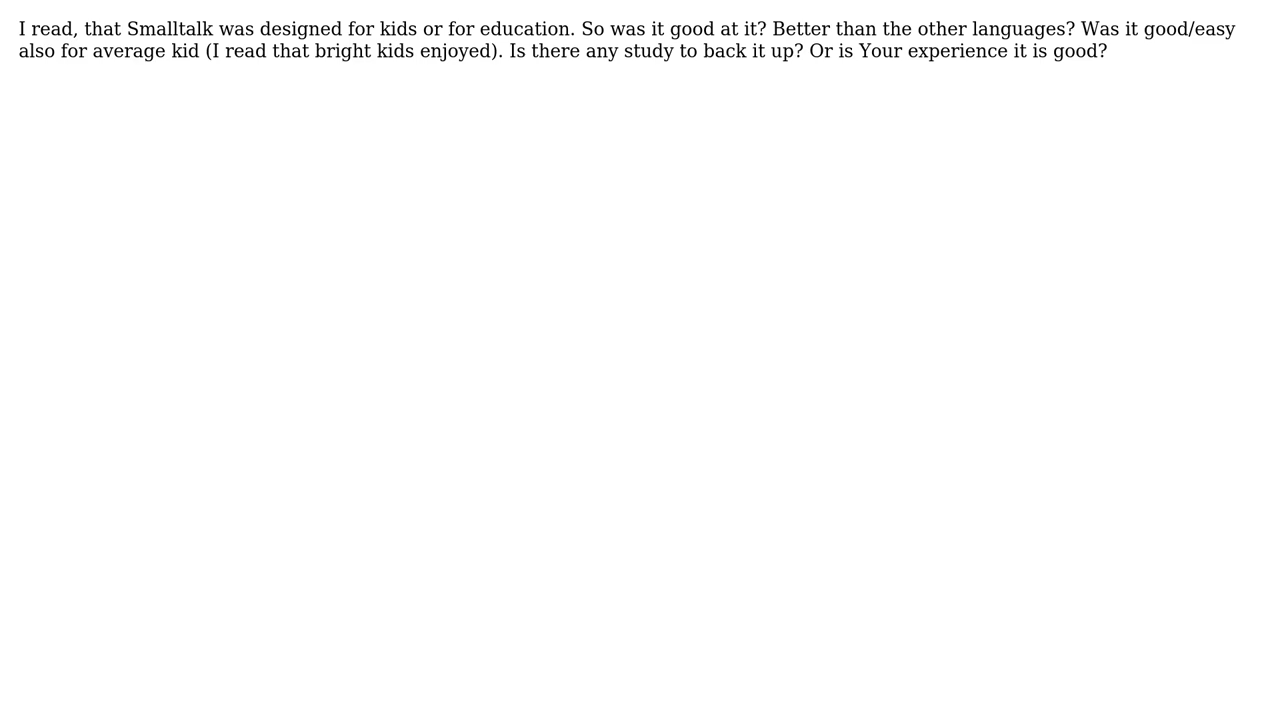 I read, that Smalltalk was designed for kids or for education. So was it good at it? Better than the other languages? Was it good/easy
also for average kid (I read that bright kids enjoyed). Is there any study to back it up? Or is Your experience it is good?